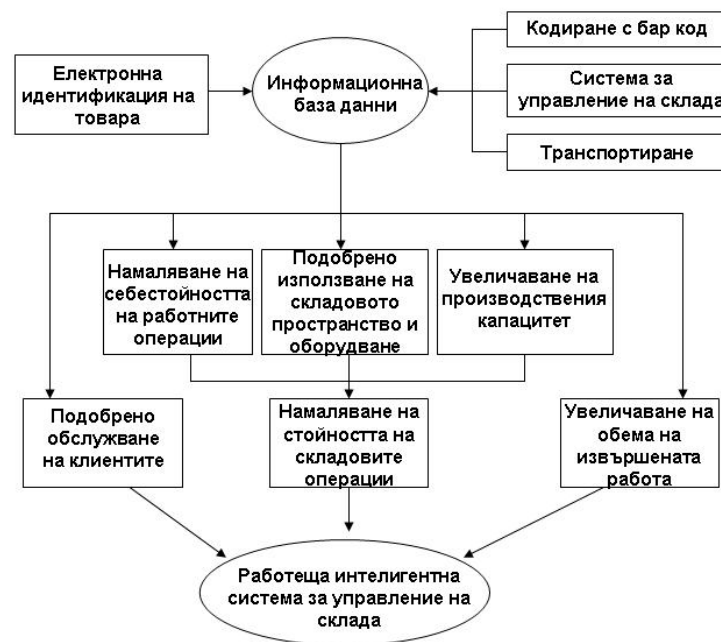 Кодиране с бар код
Електронна
идентификация на
товара
Информационна
база данни
Система за
управление на склада
Транспортиране
Намаляване на
себестойността
на работните
операции
Подобрено
използване на
складовото
пространство и
оборудване
Увеличаване на
производствения
капацитет
Подобрено
обслужване
на клиентите
Намаляване на
стойността на
складовите
операции
Увеличаване на
обема на
извършената
работа
Работеща интелигентна
система за управление на
склада